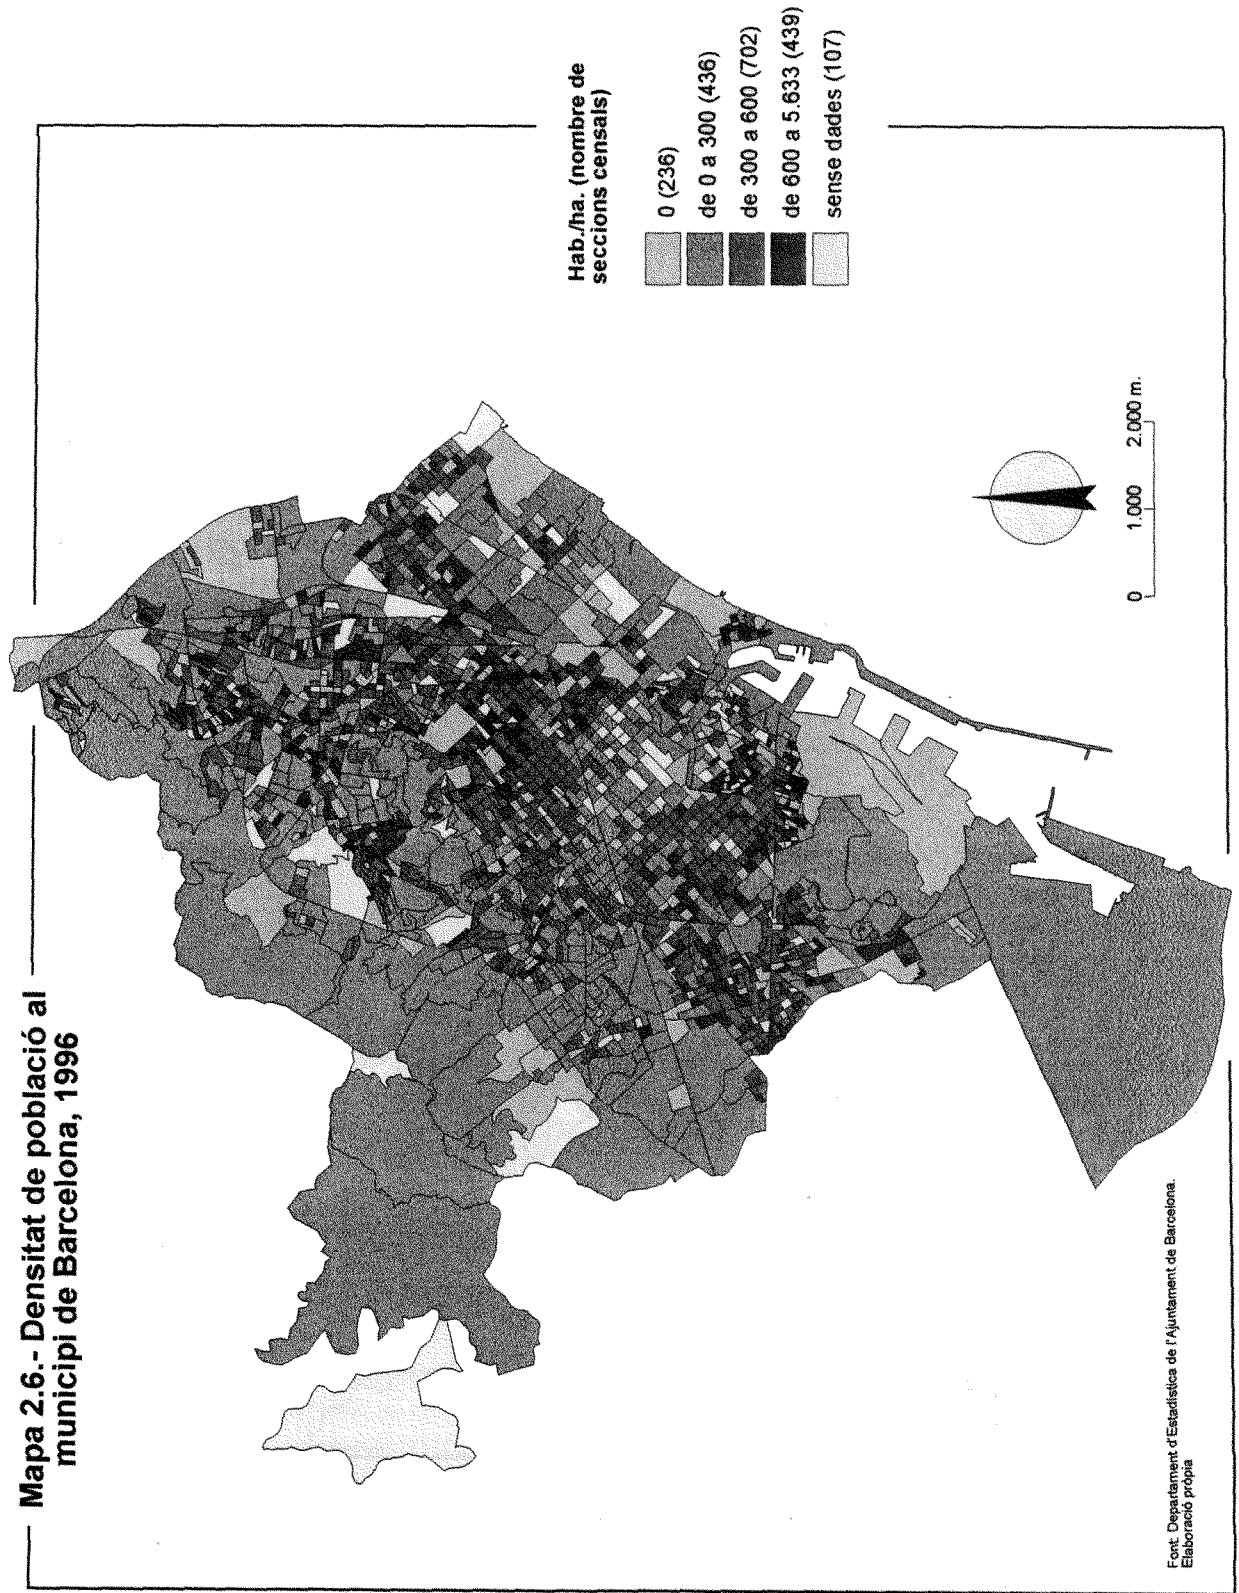 Mapa 2.6.- Densitat de població al
municipi de Barcelona, 1996
Hab./ha. (nombre de
seccions censals)
0 (236)
de 0 a 300 (436)
de 300 a 600 (702)
de 600 a 5.633 (439)
sense dades (107)
0 1.000 2.000 m.
Font: Departament d'Estadística de l'Ajuntament de Barcelona.
Elaboració pròpia